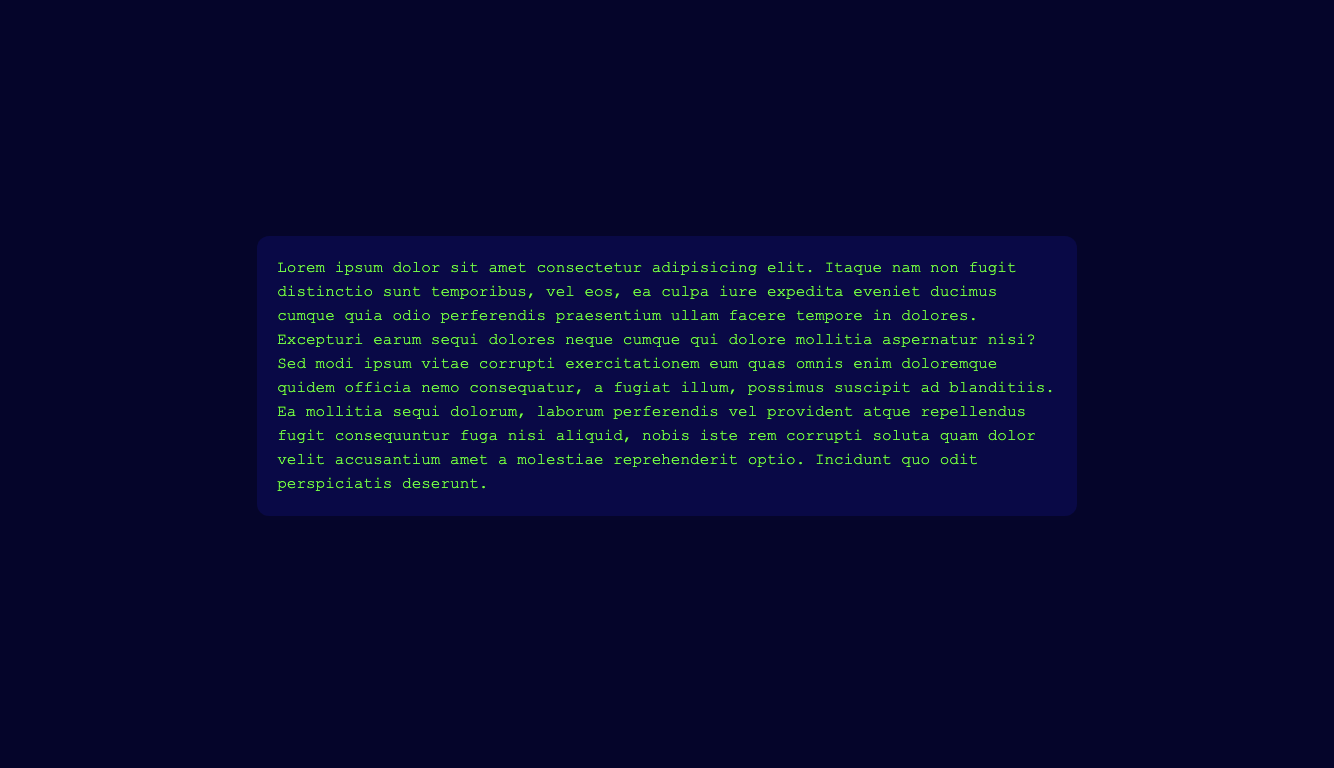 Lorem ipsum dolor sit amet consectetur adipisicing elit. Itaque nam non fugit
distinctio sunt temporibus, vel eos, ea culpa iure expedita eveniet ducimus
cumque quia odio perferendis praesentium ullam facere tempore in dolores.
Excepturi earum sequi dolores neque cumque qui dolore mollitia aspernatur nisi?
Sed modi ipsum vitae corrupti exercitationem eum quas omnis enim doloremque
quidem officia nemo consequatur, a fugiat illum, possimus suscipit ad blanditiis.
Ea mollitia sequi dolorum, laborum perferendis vel provident atque repellendus
fugit consequuntur fuga nisi aliquid, nobis iste rem corrupti soluta quam dolor
velit accusantium amet a molestiae reprehenderit optio. Incidunt quo odit
perspiciatis deserunt.